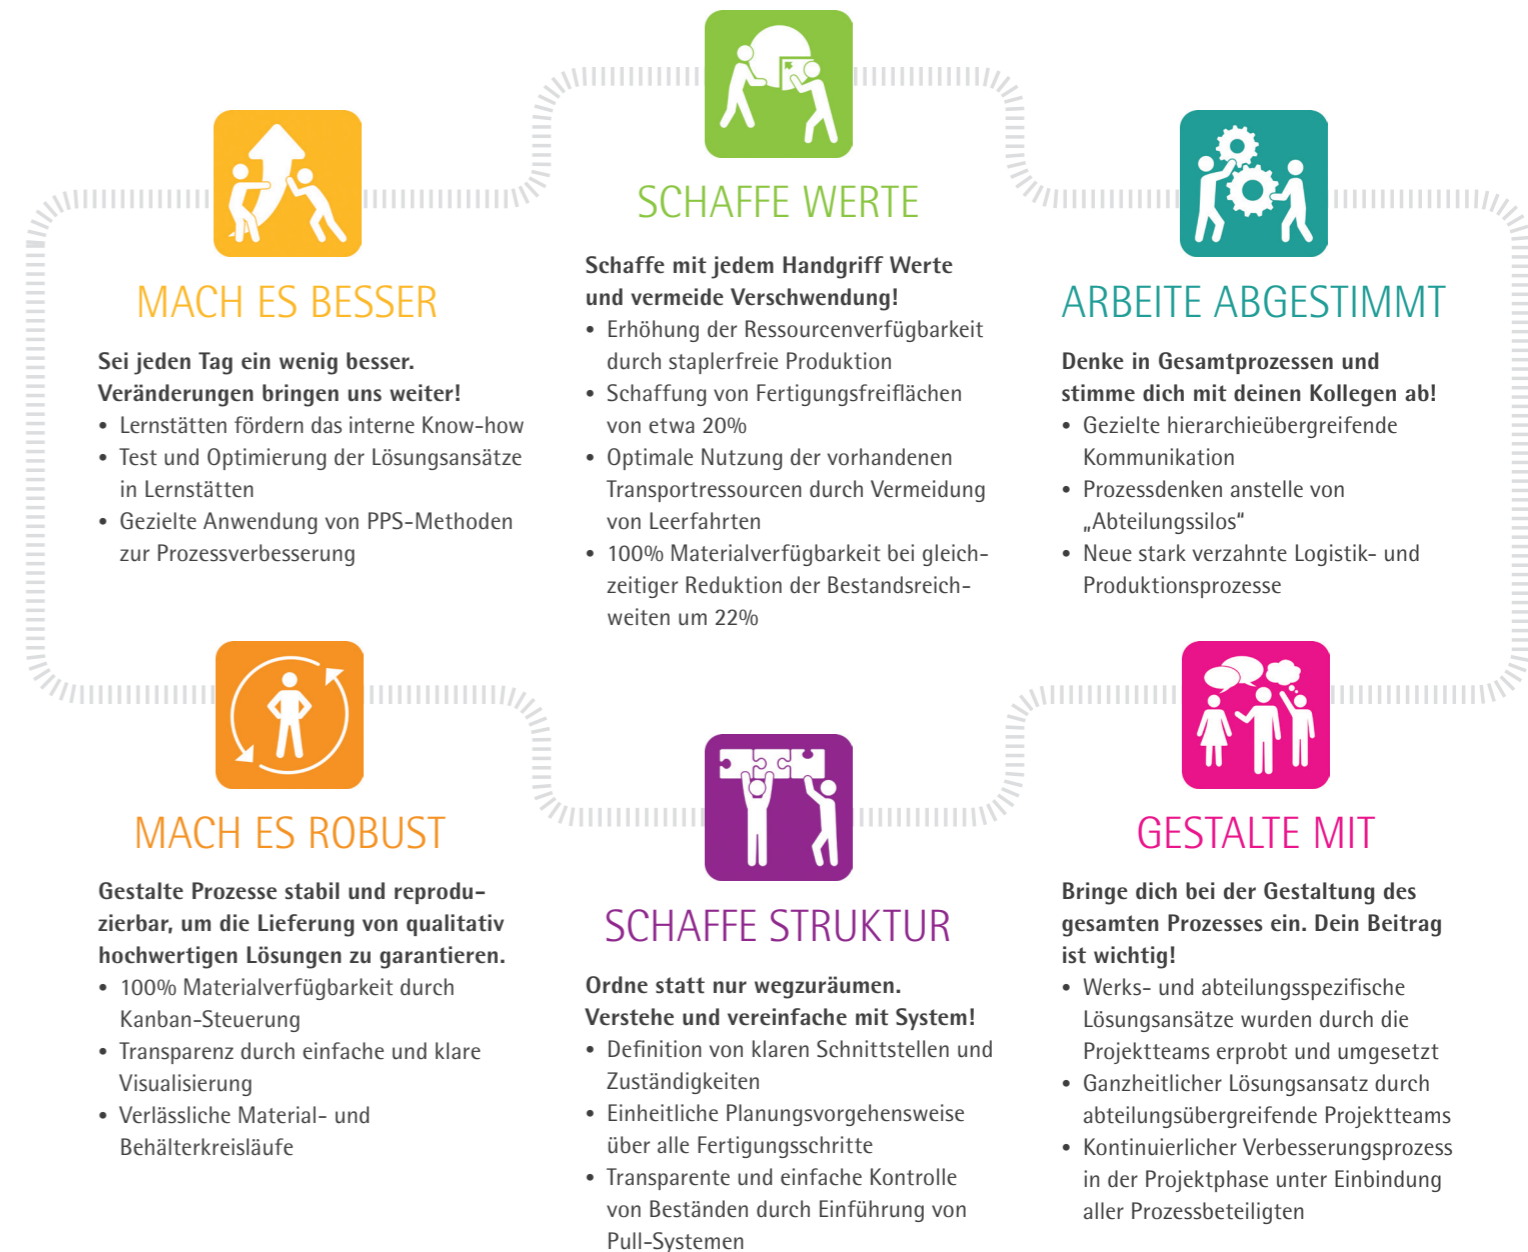 MACH ES BESSER
Sei jeden Tag ein wenig besser.
Veränderungen bringen uns weiter!
• Lernstätten fördern das interne Know-how
• Test und Optimierung der Lösungsansätze
in Lernstätten
• Gezielte Anwendung von PPS-Methoden
zur Prozessverbesserung
SCHAFFE WERTE
Schaffe mit jedem Handgriff Werte
und vermeide Verschwendung!
• Erhöhung der Ressourcenverfügbarkeit
durch staplerfreie Produktion
• Schaffung von Fertigungsfreiflächen
von etwa 20%
• Optimale Nutzung der vorhandenen
Transportressourcen durch Vermeidung
von Leerfahrten
• 100% Materialverfügbarkeit bei gleich-
zeitiger Reduktion der Bestandsreich-
weiten um 22%
ARBEITE ABGESTIMMT
Denke in Gesamtprozessen und
stimme dich mit deinen Kollegen ab!
• Gezielte hierarchieübergreifende
Kommunikation
• Prozessdenken anstelle von
„Abteilungssilos“
• Neue stark verzahnte Logistik- und
Produktionsprozesse
MACH ES ROBUST
Gestalte Prozesse stabil und reprodu-
zierbar, um die Lieferung von qualitativ
hochwertigen Lösungen zu garantieren.
• 100% Materialverfügbarkeit durch
Kanban-Steuerung
• Transparenz durch einfache und klare
Visualisierung
• Verlässliche Material- und
Behälterkreisläufe
SCHAFFE STRUKTUR
Ordne statt nur wegzuräumen.
Verstehe und vereinfache mit System!
• Definition von klaren Schnittstellen und
Zuständigkeiten
• Einheitliche Planungsvorgehensweise
über alle Fertigungsschritte
• Transparente und einfache Kontrolle
von Beständen durch Einführung von
Pull-Systemen
GESTALTE MIT
Bringe dich bei der Gestaltung des
gesamten Prozesses ein. Dein Beitrag
ist wichtig!
• Werks- und abteilungsspezifische
Lösungsansätze wurden durch die
Projektteams erprobt und umgesetzt
• Ganzheitlicher Lösungsansatz durch
abteilungsübergreifende Projektteams
• Kontinuierlicher Verbesserungsprozess
in der Projektphase unter Einbindung
aller Prozessbeteiligten